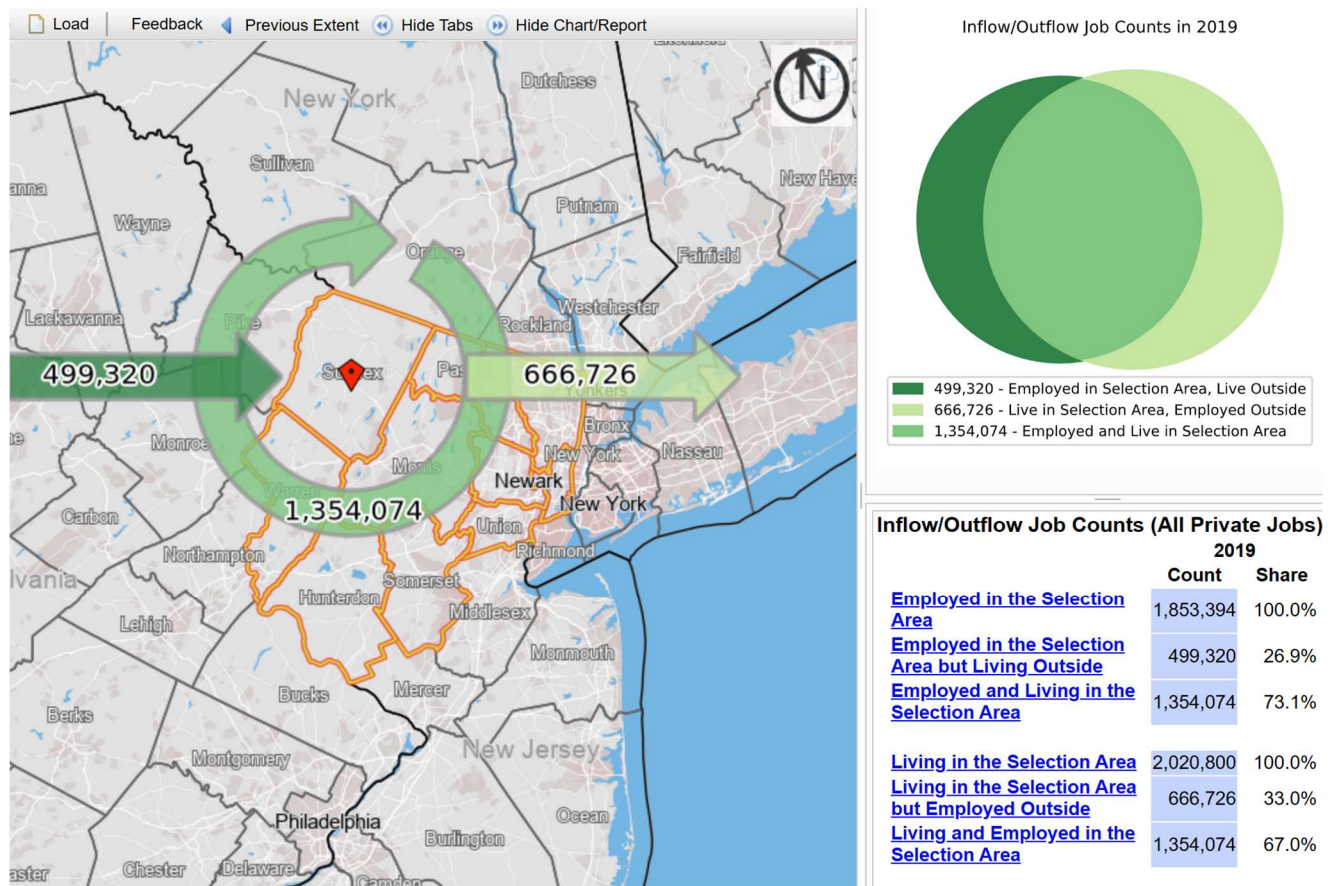 Load
Feedback
Previous Extent
Hide Tabs
Hide Chart/Report
N
Dutchess
New York
Sullivan
New Have
anna
Putnam
Wayne
Orange
Fairfield
Westchester
Lackawanna
Pike
Rockland
499,320
Sussex
Pas
666,726
Yonkers
Bronx
Monroe
Morris
New York
Nassau
Newark
Warren
New York
1,354,074
Carbon
Union
Northampton
Richmond
lvania
Somerset
Hunterdon
Middlesex
Lehigh
Monmouth
Bucks
Mercer
Berks
New Jersey
Montgomery
Ocean
Philadelphia
Burlington
aster
Chester
Delaware
Camden
Inflow/Outflow Job Counts in 2019
499,320 - Employed in Selection Area, Live Outside
666,726 - Live in Selection Area, Employed Outside
1,354,074 - Employed and Live in Selection Area
Inflow/Outflow Job Counts (All Private Jobs)
2019
Count Share
Employed in the Selection
Area 1,853,394 100.0%
Employed in the Selection
Area but Living Outside 499,320 26.9%
Employed and Living in the
Selection Area 1,354,074 73.1%
Living in the Selection Area 2,020,800 100.0%
Living in the Selection Area
but Employed Outside 666,726 33.0%
Living and Employed in the
Selection Area 1,354,074 67.0%